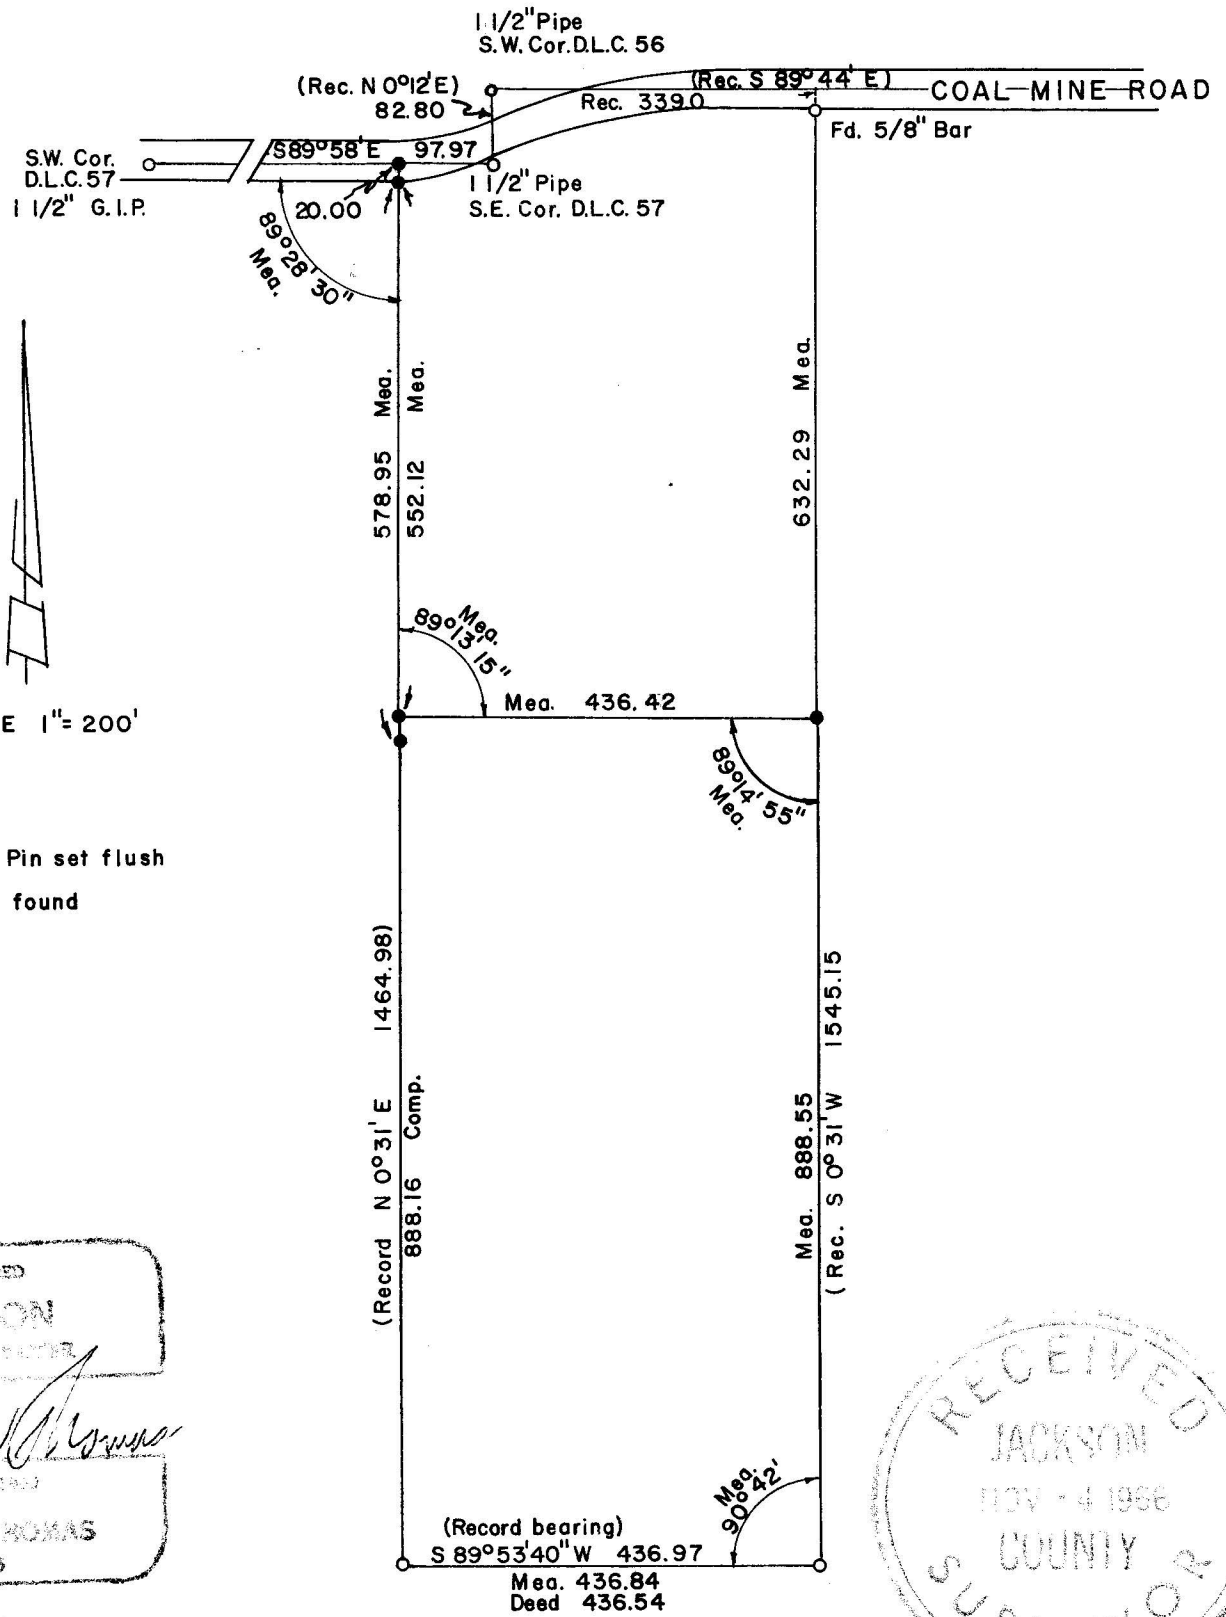 1 1/2" Pipe
S.W. Cor. D.L.C. 56
(Rec. N 0°12'E)
82.80
(Rec. S 89°44' E)
Rec. 339.0
COAL MINE ROAD
Fd. 5/8" Bar
S.W. Cor.
D.L.C. 57
1 1/2" G.I.P.
S89°58'E 97.97
1 1/2" Pipe
S.E. Cor. D.L.C. 57
20.00
89°28'30"
Mea.
578.95 Mea.
552.12 Mea.
632.29 Mea.
Mea.
89°13'15"
Mea. 436.42
E 1"= 200'
89°14'55"
Mea.
Pin set flush
found
(Record N 0°31'E 1464.98)
888.16 Comp.
Mea. 888.55
(Rec. S 0°31'W 1545.15
ON
HOMAS
Mea.
90°42'
(Record bearing)
S 89°53'40" W 436.97
Mea. 436.84
Deed 436.54
RECEIVED
JACKSON
NOV - 4 1966
COUNTY